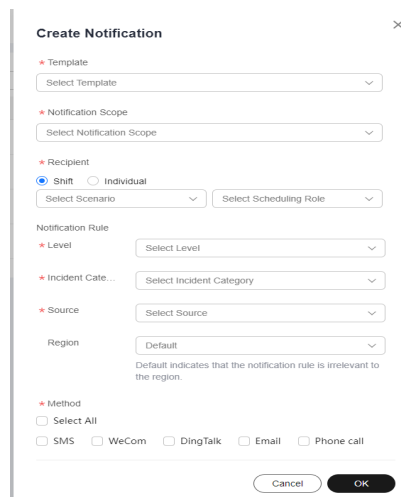 Create Notification
* Template
Select Template
* Notification Scope
Select Notification Scope
* Recipient
Shift Individual
Select Scenario Select Scheduling Role
Notification Rule
* Level Select Level
* Incident Cate... Select Incident Category
* Source Select Source
Region Default
Default indicates that the notification rule is irrelevant to
the region.
* Method
Select All
SMS WeCom DingTalk Email Phone call
Cancel OK